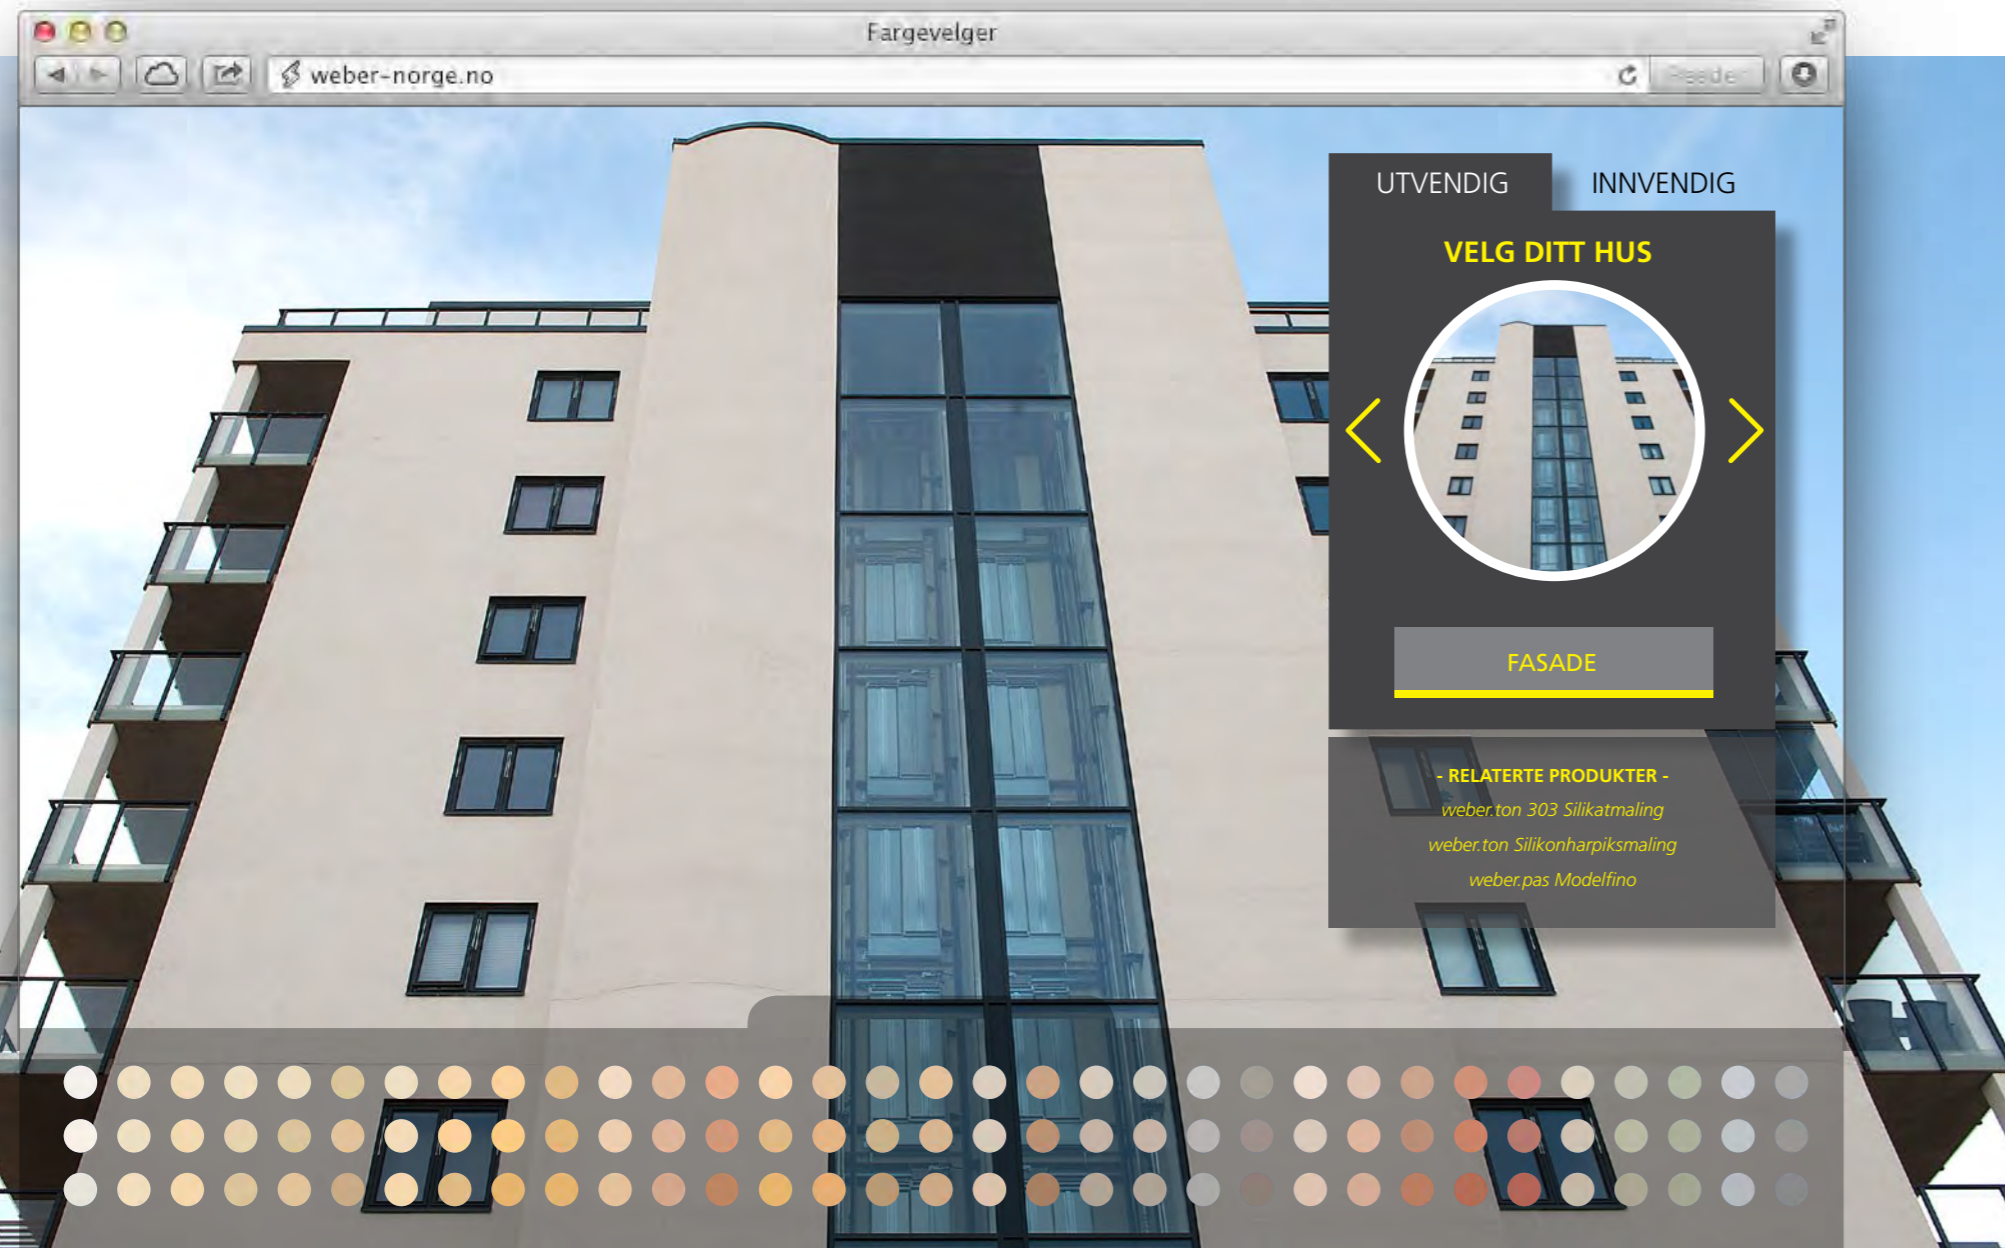 Fargevelger
weber-norge.no
Reader
UTVENDIG
INNVENDIG
VELG DITT HUS
FASADE
- RELATERTE PRODUKTER -
weber.ton 303 Silikatmaling
weber.ton Silikonharpiksmaling
weber.pas Modelfino